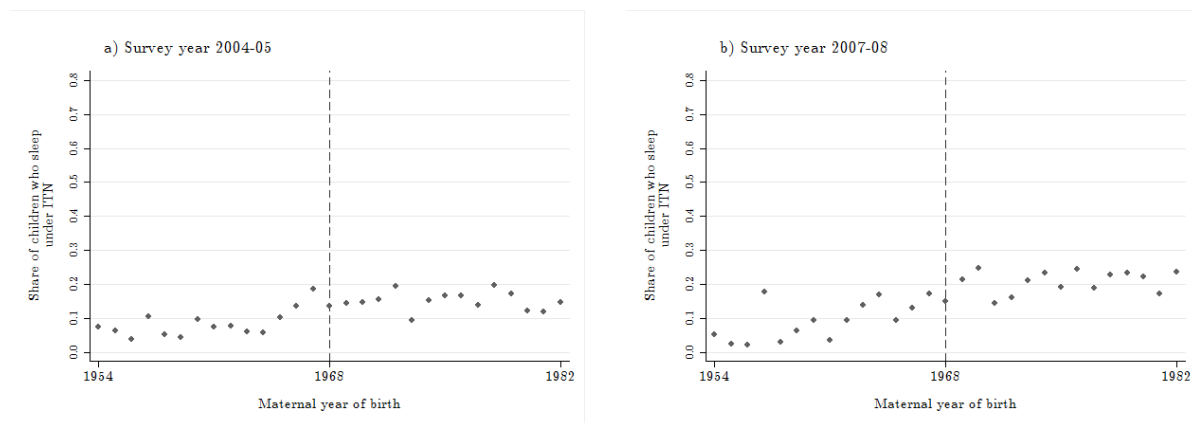 a) Survey year 2004-05
Share of children who sleep
under ITN
0.8
0.7
0.6
0.5
0.4
0.3
0.2
0.1
0.0
1954 1968 1982
Maternal year of birth
b) Survey year 2007-08
Share of children who sleep
under ITN
0.8
0.7
0.6
0.5
0.4
0.3
0.2
0.1
0.0
1954 1968 1982
Maternal year of birth